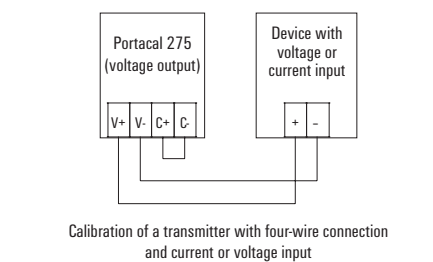 Portacal 275
(voltage output)
V+ V- C+ C-
Device with
voltage or
current input
+ –
Calibration of a transmitter with four-wire connection
and current or voltage input